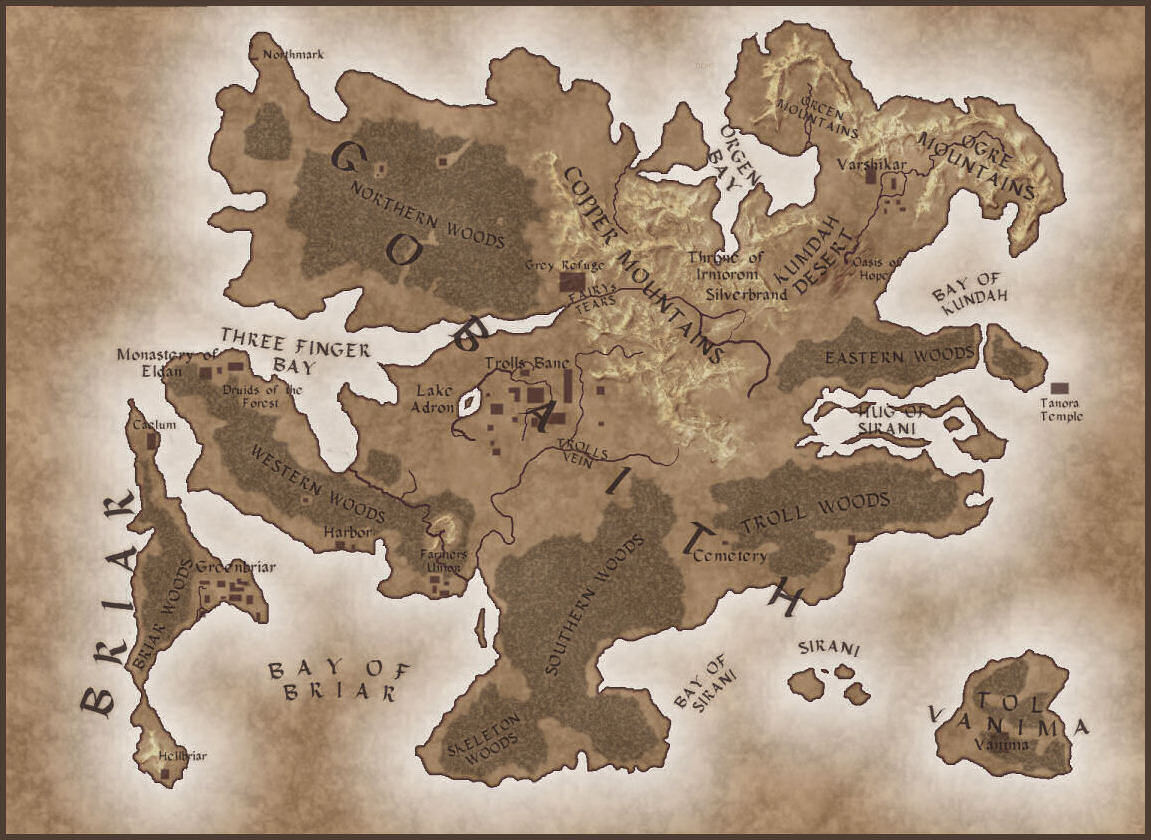 Northmark
GOBAITH
NORTHERN WOODS
COPPER MOUNTAINS
ORGEN
BAY
ORCEN
MOUNTAINS
OGRE
MOUNTAINS
Varshikar
KUMDAH
DESERT
Oasis of
Hope
Throne of
Irmorom
Silverbrand
Grey Refuge
FAIRYS
TEARS
BAY OF
KUNDAH
THREE FINGER
BAY
Monastery of
Eldan
Druids of the
Forest
Trolls Bane
Lake
Adron
EASTERN WOODS
Tanora
Temple
HUG OF
SIRANI
Caelum
TROLLS
VEIN
WESTERN WOODS
TROLL WOODS
Harbor
Farmers
Union
Cemetery
BRIAR
Greenbriar
BRIAR WOODS
SOUTHERN WOODS
BAY OF
BRIAR
BAY OF
SIRANI
SIRANI
SKELETON
WOODS
TOL
VANIMA
Vanima
Hellbriar